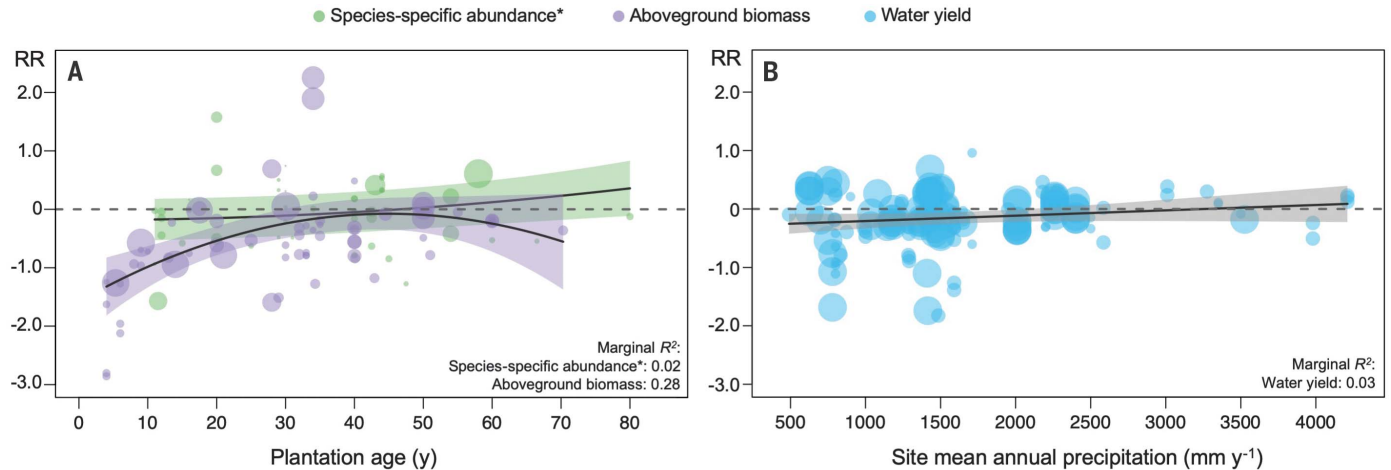 Species-specific abundance* Aboveground biomass Water yield
RR
A
2.0
1.0
0
-1.0
-2.0
-3.0
Marginal R²:
Species-specific abundance*: 0.02
Aboveground biomass: 0.28
0 10 20 30 40 50 60 70 80
Plantation age (y)
RR
B
2.0
1.0
0
-1.0
-2.0
-3.0
Marginal R²:
Water yield: 0.03
500 1000 1500 2000 2500 3000 3500 4000
Site mean annual precipitation (mm y⁻¹)